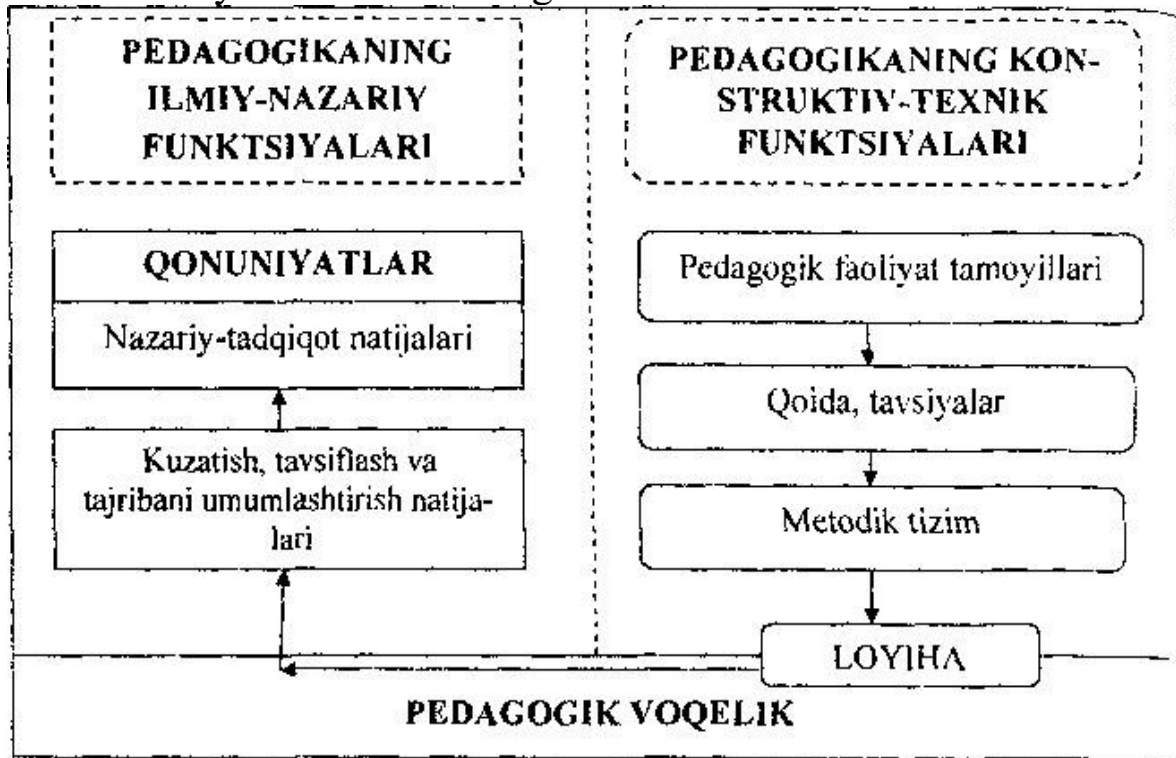 PEDAGOGIKANING
ILMIY-NAZARIY
FUNKTSIYALARI
PEDAGOGIKANING KON-
STRUKTIV-TEXNIK
FUNKTSIYALARI
QONUNIYATLAR
Nazariy-tadqiqot natijalari
Kuzatish, tavsiflash va
tajribani umumlashtirish natija-
lari
Pedagogik faoliyat tamoyillari
Qoida, tavsiyalar
Metodik tizim
LOYIHA
PEDAGOGIK VOQELIK